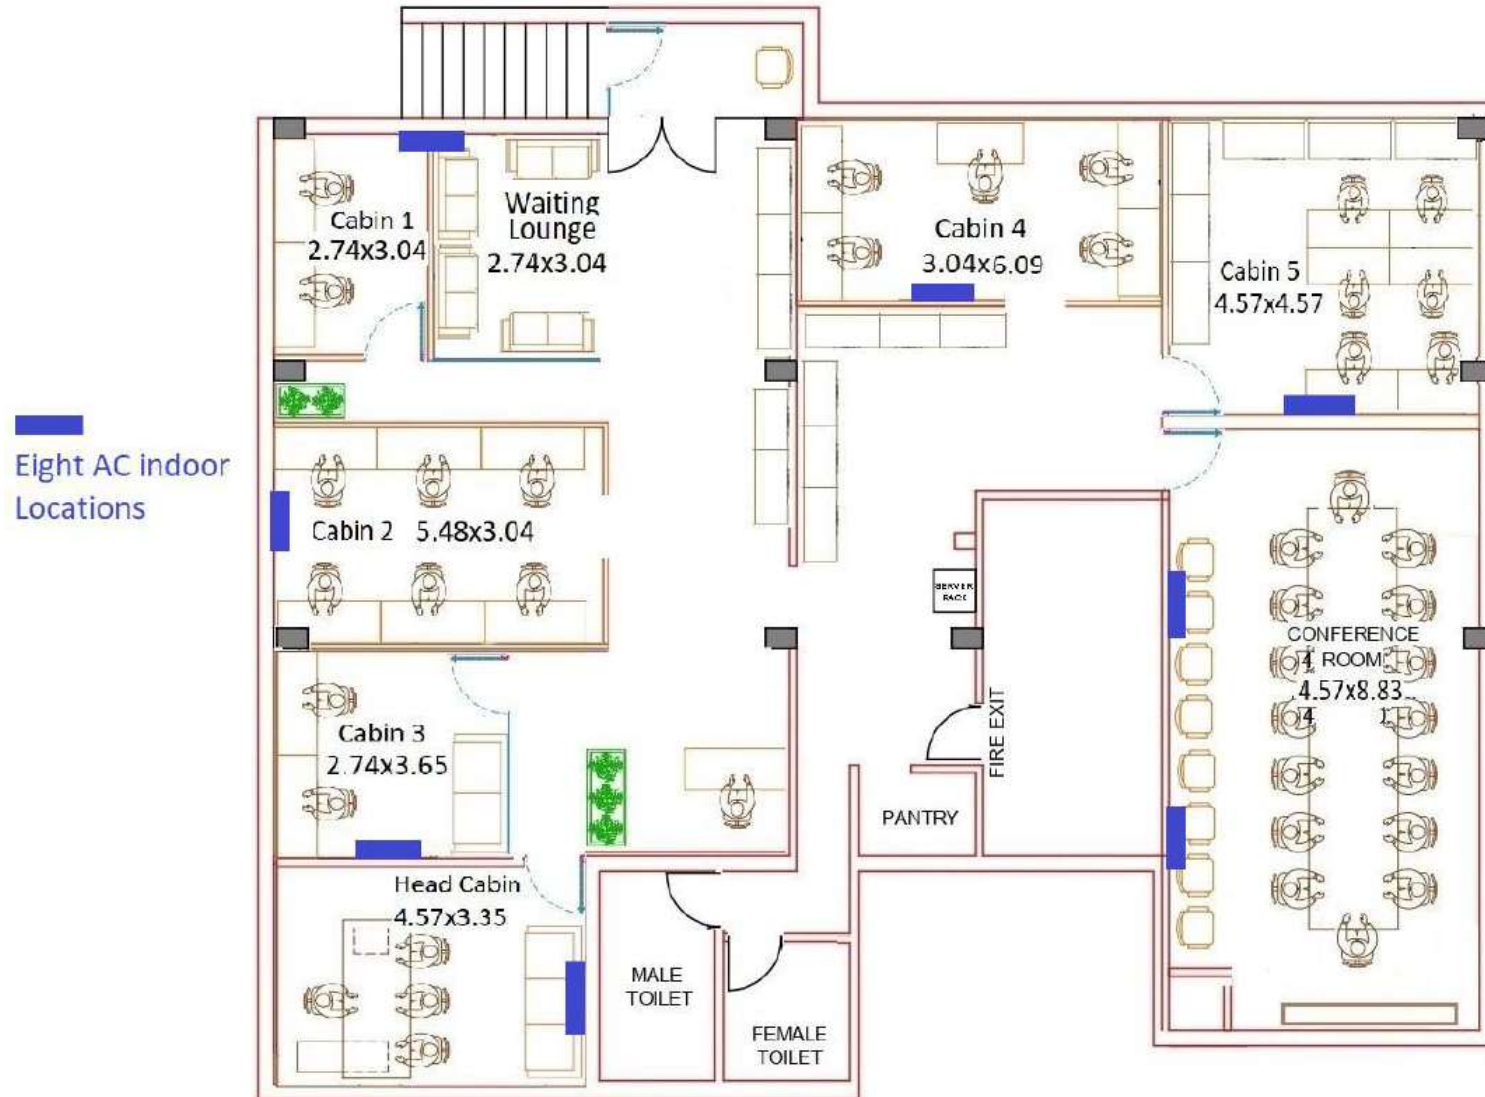 Eight AC indoor
Locations
Cabin 1
2.74x3.04
Waiting
Lounge
2.74x3.04
Cabin 4
3.04x6.09
Cabin 5
4.57x4.57
Cabin 2 5.48x3.04
SERVER
RACK
CONFERENCE
ROOM
4.57x8.83
Cabin 3
2.74x3.65
FIRE EXIT
PANTRY
Head Cabin
4.57x3.35
MALE
TOILET
FEMALE
TOILET